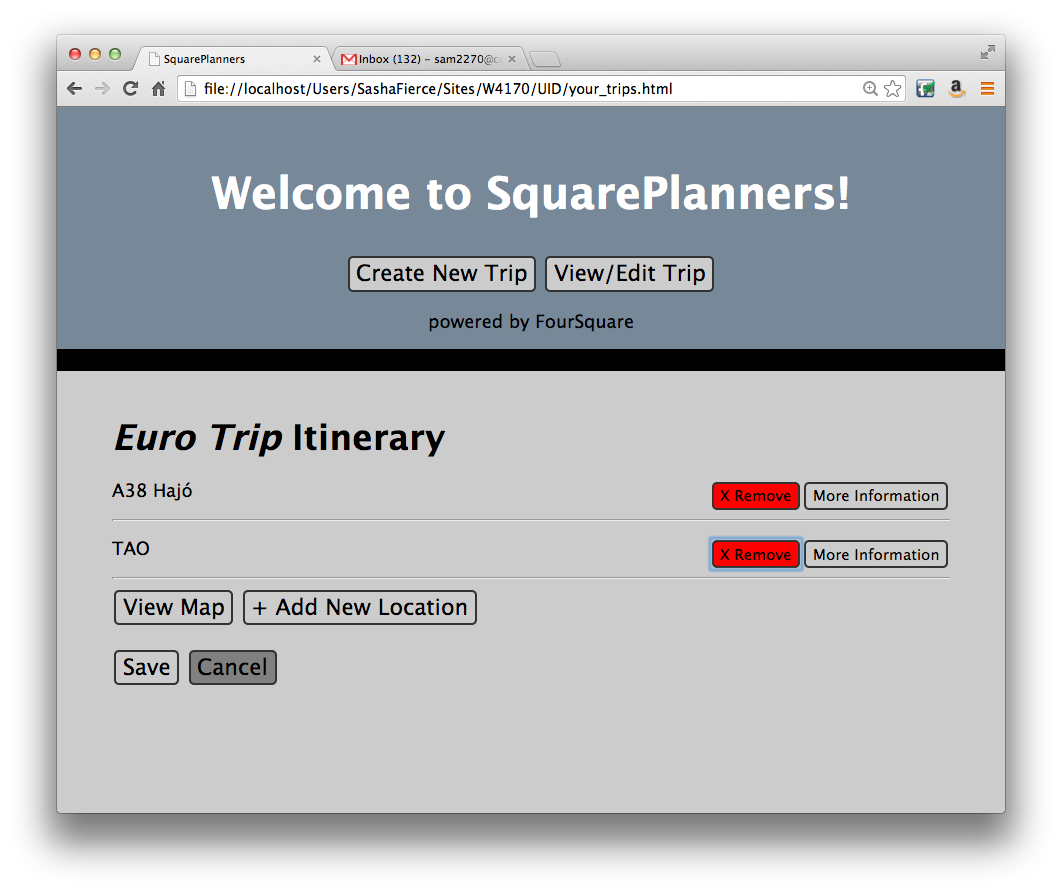 SquarePlanners
Inbox (132) – sam2270@c
file://localhost/Users/SashaFierce/Sites/W4170/UID/your_trips.html
Welcome to SquarePlanners!
Create New Trip View/Edit Trip
powered by FourSquare
Euro Trip Itinerary
A38 Hajó X Remove More Information
TAO X Remove More Information
View Map + Add New Location
Save Cancel